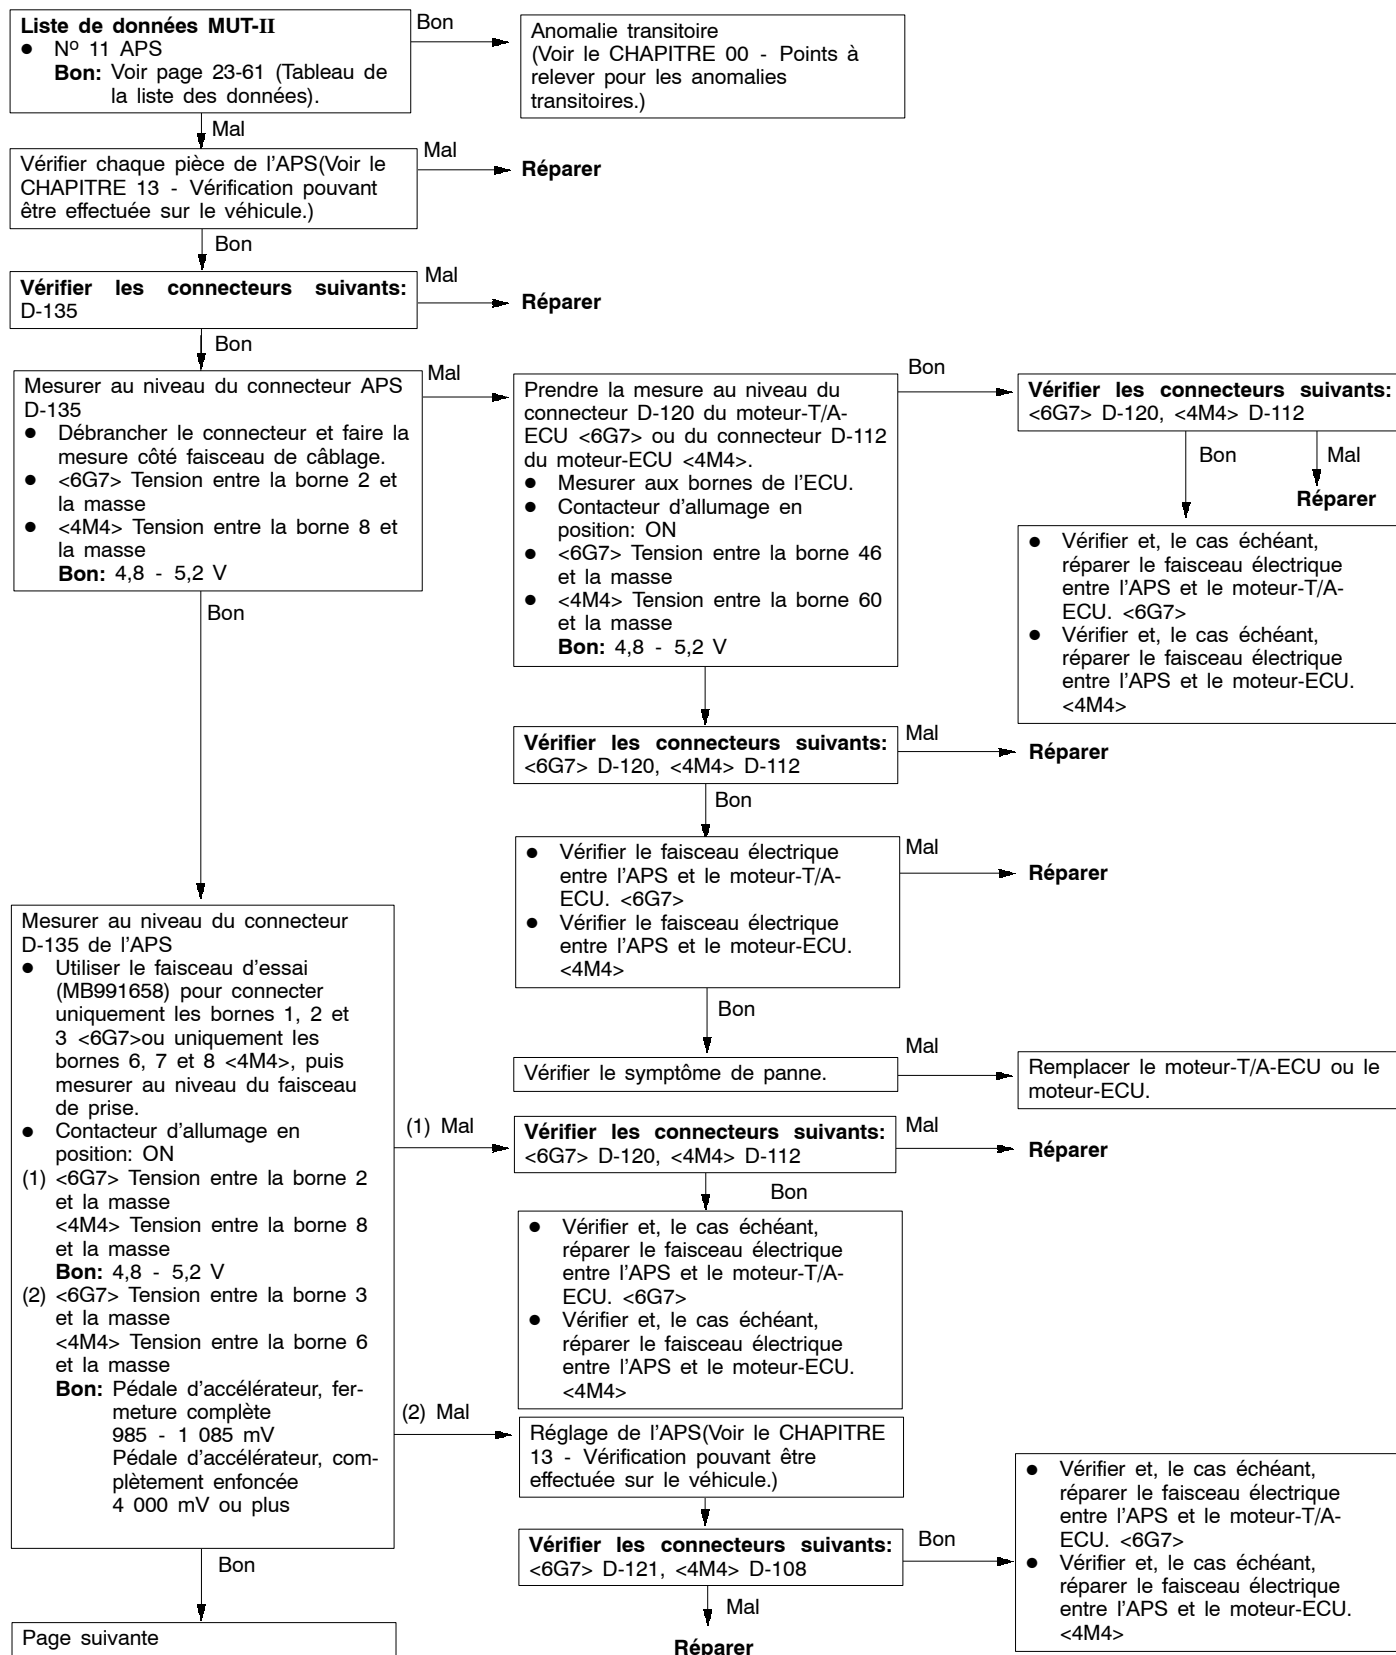 Liste de données MUT-II
● Nº 11 APS
Bon: Voir page 23-61 (Tableau de
la liste des données).
Bon
Anomalie transitoire
(Voir le CHAPITRE 00 - Points à
relever pour les anomalies
transitoires.)
Mal
Vérifier chaque pièce de l'APS(Voir le
CHAPITRE 13 - Vérification pouvant
être effectuée sur le véhicule.)
Mal
Réparer
Bon
Vérifier les connecteurs suivants:
D-135
Mal
Réparer
Bon
Mesurer au niveau du connecteur APS
D-135
● Débrancher le connecteur et faire la
mesure côté faisceau de câblage.
● <6G7> Tension entre la borne 2 et
la masse
● <4M4> Tension entre la borne 8 et
la masse
Bon: 4,8 - 5,2 V
Mal
Prendre la mesure au niveau du
connecteur D-120 du moteur-T/A-
ECU <6G7> ou du connecteur D-112
du moteur-ECU <4M4>.
● Mesurer aux bornes de l'ECU.
● Contacteur d'allumage en
position: ON
● <6G7> Tension entre la borne 46
et la masse
● <4M4> Tension entre la borne 60
et la masse
Bon: 4,8 - 5,2 V
Bon
Vérifier les connecteurs suivants:
<6G7> D-120, <4M4> D-112
Bon
Mal
Réparer
● Vérifier et, le cas échéant,
réparer le faisceau électrique
entre l'APS et le moteur-T/A-
ECU. <6G7>
● Vérifier et, le cas échéant,
réparer le faisceau électrique
entre l'APS et le moteur-ECU.
<4M4>
Bon
Vérifier les connecteurs suivants:
<6G7> D-120, <4M4> D-112
Mal
Réparer
Bon
● Vérifier le faisceau électrique
entre l'APS et le moteur-T/A-
ECU. <6G7>
● Vérifier le faisceau électrique
entre l'APS et le moteur-ECU.
<4M4>
Mal
Réparer
Bon
Vérifier le symptôme de panne.
Mal
Remplacer le moteur-T/A-ECU ou le
moteur-ECU.
Mesurer au niveau du connecteur
D-135 de l'APS
● Utiliser le faisceau d'essai
(MB991658) pour connecter
uniquement les bornes 1, 2 et
3 <6G7>ou uniquement les
bornes 6, 7 et 8 <4M4>, puis
mesurer au niveau du faisceau
de prise.
● Contacteur d'allumage en
position: ON
(1) <6G7> Tension entre la borne 2
et la masse
<4M4> Tension entre la borne 8
et la masse
Bon: 4,8 - 5,2 V
(2) <6G7> Tension entre la borne 3
et la masse
<4M4> Tension entre la borne 6
et la masse
Bon: Pédale d'accélérateur, fer-
meture complète
985 - 1 085 mV
Pédale d'accélérateur, com-
plètement enfoncée
4 000 mV ou plus
(1) Mal
Vérifier les connecteurs suivants:
<6G7> D-120, <4M4> D-112
Mal
Réparer
Bon
● Vérifier et, le cas échéant,
réparer le faisceau électrique
entre l'APS et le moteur-T/A-
ECU. <6G7>
● Vérifier et, le cas échéant,
réparer le faisceau électrique
entre l'APS et le moteur-ECU.
<4M4>
(2) Mal
Réglage de l'APS(Voir le CHAPITRE
13 - Vérification pouvant être
effectuée sur le véhicule.)
Vérifier les connecteurs suivants:
<6G7> D-121, <4M4> D-108
Bon
● Vérifier et, le cas échéant,
réparer le faisceau électrique
entre l'APS et le moteur-T/A-
ECU. <6G7>
● Vérifier et, le cas échéant,
réparer le faisceau électrique
entre l'APS et le moteur-ECU.
<4M4>
Mal
Réparer
Bon
Page suivante